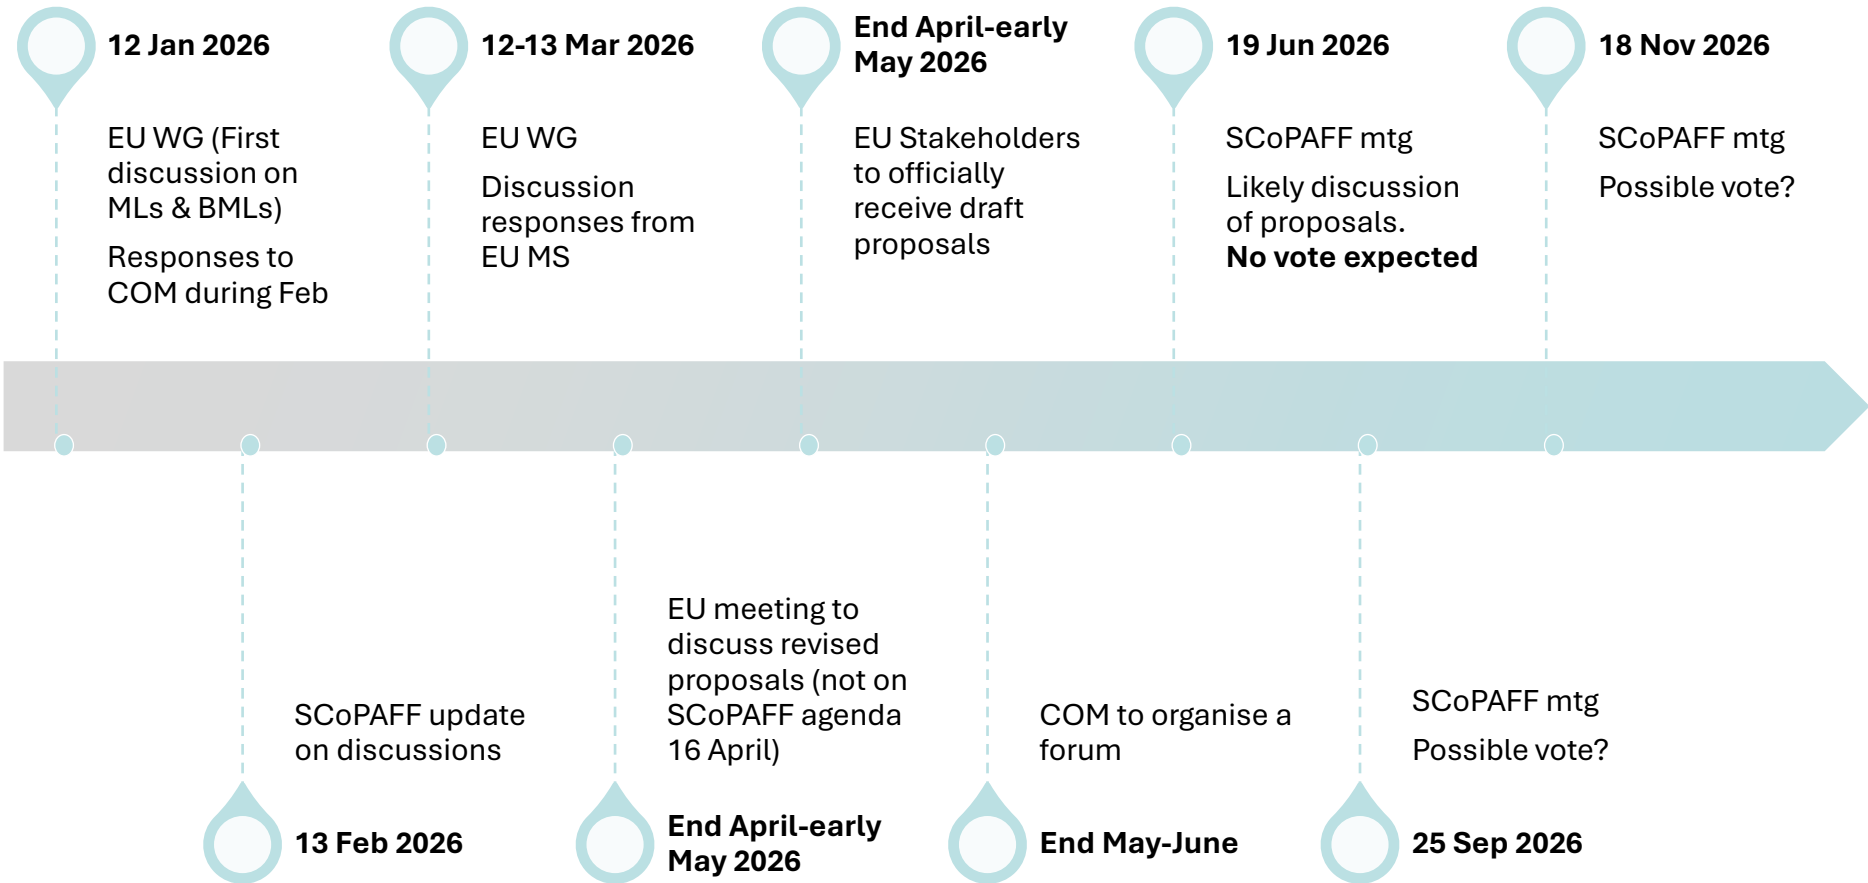 12 Jan 2026
EU WG (First
discussion on
MLs & BMLs)
Responses to
COM during Feb
12-13 Mar 2026
EU WG
Discussion
responses from
EU MS
End April-early
May 2026
EU Stakeholders
to officially
receive draft
proposals
19 Jun 2026
SCoPAFF mtg
Likely discussion
of proposals.
No vote expected
18 Nov 2026
SCoPAFF mtg
Possible vote?
SCoPAFF update
on discussions
13 Feb 2026
EU meeting to
discuss revised
proposals (not on
SCoPAFF agenda
16 April)
End April-early
May 2026
COM to organise a
forum
End May-June
SCoPAFF mtg
Possible vote?
25 Sep 2026